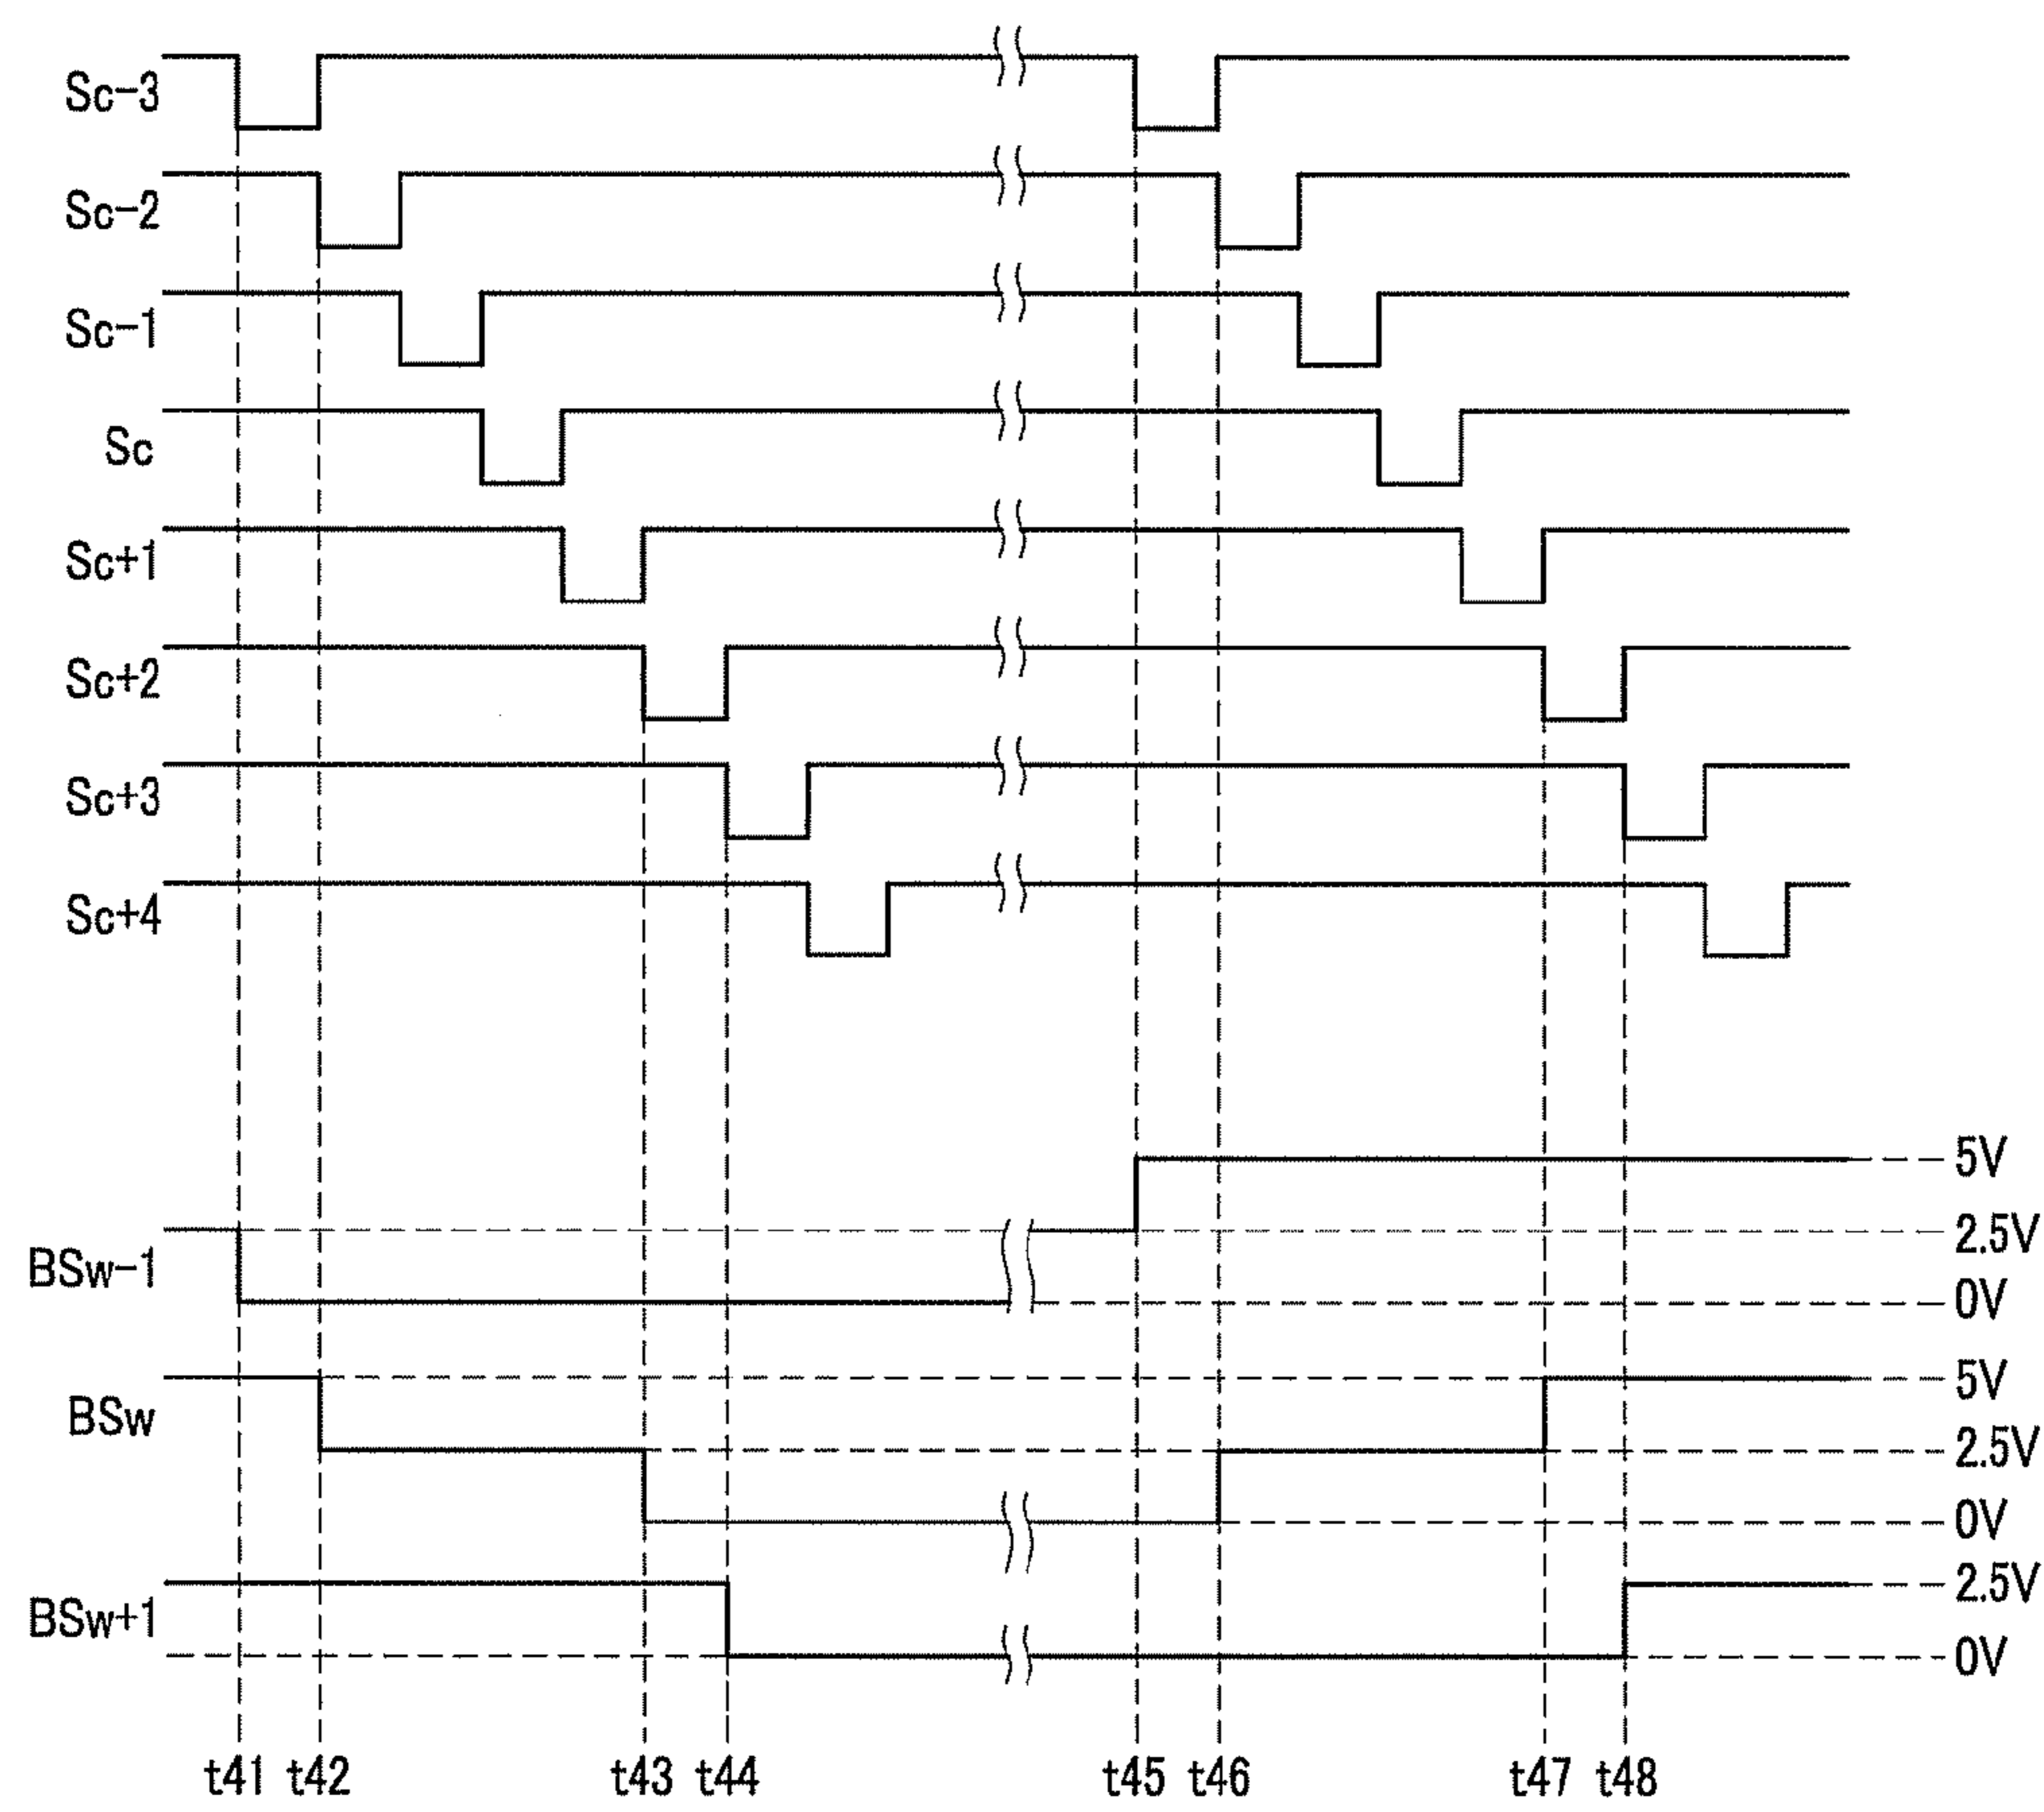 Sc-3
Sc-2
Sc-1
Sc
Sc+1
Sc+2
Sc+3
Sc+4
5V
2.5V
BSw-1
0V
5V
BSw
2.5V
0V
2.5V
BSw+1
0V
t41 t42 t43 t44 t45 t46 t47 t48